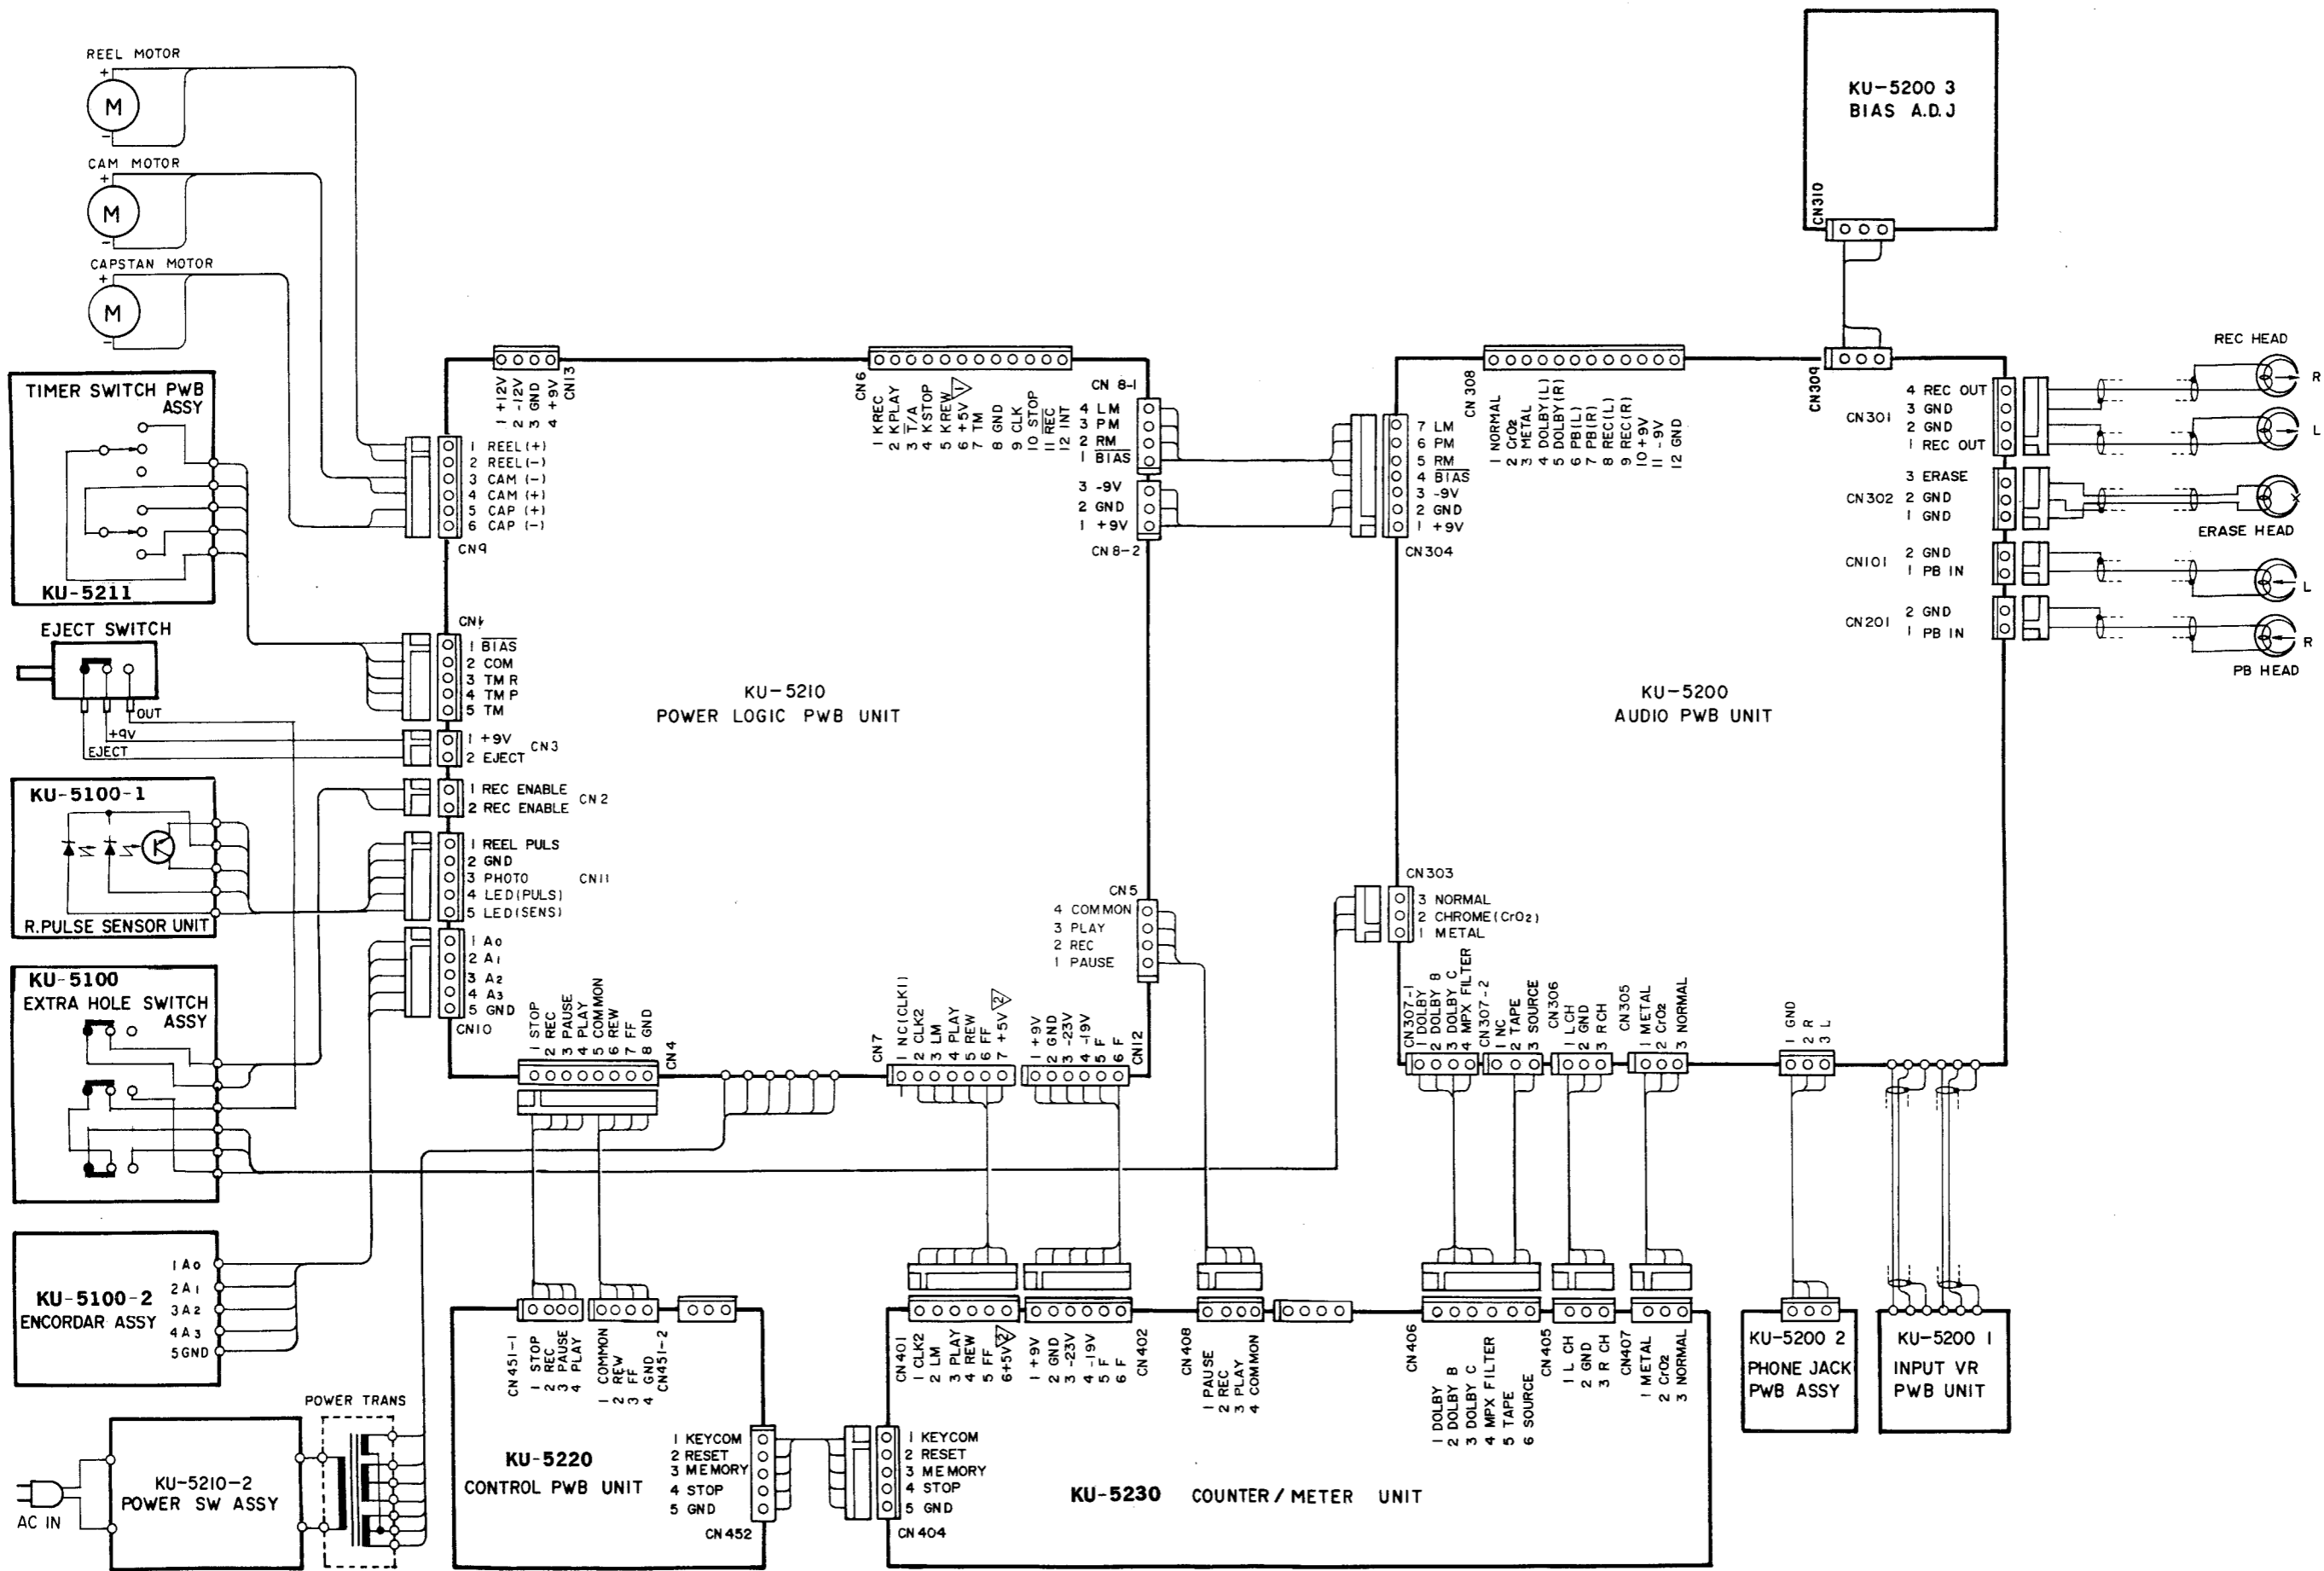 REEL MOTOR
+
M
-
CAM MOTOR
+
M
-
CAPSTAN MOTOR
+
M
-
TIMER SWITCH PWB
ASSY
KU-5211
EJECT SWITCH
OUT
+9V
EJECT
KU-5100-1
R.PULSE SENSOR UNIT
KU-5100
EXTRA HOLE SWITCH
ASSY
KU-5100-2
ENCORDAR ASSY
1 A0
2 A1
3 A2
4 A3
5 GND
POWER TRANS
KU-5210-2
POWER SW ASSY
AC IN
KU-5210
POWER LOGIC PWB UNIT
1 +12V
2 -12V
3 GND
4 +9V
CN13
CN6
1 KREC
2 KPLAY
3 T/A
4 KSTOP
5 KREW
6 +5V 1
7 TM
8 GND
9 CLK
10 STOP
11 REC
12 INT
1 REEL (+)
2 REEL (-)
3 CAM (-)
4 CAM (+)
5 CAP (+)
6 CAP (-)
CN9
CN1
1 BIAS
2 COM
3 TM R
4 TM P
5 TM
1 +9V
2 EJECT
CN3
1 REC ENABLE
2 REC ENABLE
CN2
1 REEL PULS
2 GND
3 PHOTO
4 LED(PULS)
5 LED(SENS)
CN11
1 A0
2 A1
3 A2
4 A3
5 GND
CN10
1 STOP
2 REC
3 PAUSE
4 PLAY
5 COMMON
6 REW
7 FF
8 GND
CN4
CN7
1 NC(CLK1)
2 CLK2
3 LM
4 PLAY
5 REW
6 FF
7 +5V 2
1 +9V
2 GND
3 -23V
4 -19V
5 F
6 F
CN12
CN 8-1
4 LM
3 PM
2 RM
1 BIAS
3 -9V
2 GND
1 +9V
CN 8-2
CN5
4 COMMON
3 PLAY
2 REC
1 PAUSE
KU-5200 3
BIAS A.D.J
CN310
CN309
KU-5200
AUDIO PWB UNIT
CN 308
1 NORMAL
2 CrO2
3 METAL
4 DOLBY(L)
5 DOLBY(R)
6 PB(L)
7 PB(R)
8 REC(L)
9 REC(R)
10 +9V
11 -9V
12 GND
7 LM
6 PM
5 RM
4 BIAS
3 -9V
2 GND
1 +9V
CN304
CN303
3 NORMAL
2 CHROME(CrO2)
1 METAL
CN307-1
1 DOLBY
2 DOLBY B
3 DOLBY C
4 MPX FILTER
CN307-2
1 NC
2 TAPE
3 SOURCE
CN306
1 L CH
2 GND
3 R CH
CN305
1 METAL
2 CrO2
3 NORMAL
1 GND
2 R
3 L
4 REC OUT
3 GND
2 GND
1 REC OUT
CN301
3 ERASE
2 GND
1 GND
CN302
2 GND
1 PB IN
CN101
2 GND
1 PB IN
CN201
REC HEAD
R
L
ERASE HEAD
L
R
PB HEAD
KU-5220
CONTROL PWB UNIT
CN451-1
1 STOP
2 REC
3 PAUSE
4 PLAY
1 COMMON
2 REW
3 FF
4 GND
CN451-2
1 KEYCOM
2 RESET
3 MEMORY
4 STOP
5 GND
CN452
KU-5230 COUNTER / METER UNIT
CN401
1 CLK2
2 LM
3 PLAY
4 REW
5 FF
6 +5V 2
1 +9V
2 GND
3 -23V
4 -19V
5 F
6 F
CN402
CN408
1 PAUSE
2 REC
3 PLAY
4 COMMON
CN406
1 DOLBY
2 DOLBY B
3 DOLBY C
4 MPX FILTER
5 TAPE
6 SOURCE
CN405
1 L CH
2 GND
3 R CH
CN407
1 METAL
2 CrO2
3 NORMAL
1 KEYCOM
2 RESET
3 MEMORY
4 STOP
5 GND
CN404
KU-5200 2
PHONE JACK
PWB ASSY
KU-5200 1
INPUT VR
PWB UNIT